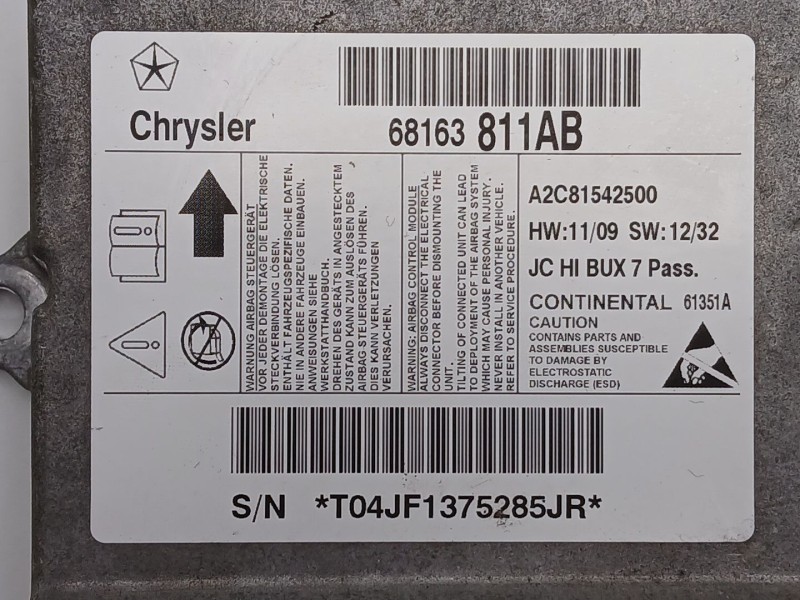 Chrysler
68163 811AB
WARNUNG AIRBAG STEUERGERÄT
VOR JEDER DEMONTAGE DIE ELEKTRISCHE
STECKVERBINDUNG LÖSEN.
ENTHÄLT FAHRZEUGSPEZIFISCHE DATEN.
NIE IN ANDERE FAHRZEUGE EINBAUEN.
ANWEISUNGEN SIEHE
WERKSTATTHANDBUCH.
DREHEN DES GERÄTS IN ANGESTECKTEM
ZUSTAND KANN ZUM AUSLÖSEN DES
AIRBAG STEUERGERÄTS FÜHREN.
DIES KANN VERLETZUNGEN
VERURSACHEN.
WARNING: AIRBAG CONTROL MODULE
ALWAYS DISCONNECT THE ELECTRICAL
CONNECTOR BEFORE DISMOUNTING THE
UNIT.
TILTING OF CONNECTED UNIT CAN LEAD
TO DEPLOYMENT OF THE AIRBAG SYSTEM
WHICH MAY CAUSE PERSONAL INJURY.
NEVER INSTALL IN ANOTHER VEHICLE.
REFER TO SERVICE PROCEDURE.
A2C81542500
HW:11/09 SW:12/32
JC HI BUX 7 Pass.
CONTINENTAL 61351A
CAUTION
CONTAINS PARTS AND
ASSEMBLIES SUSCEPTIBLE
TO DAMAGE BY
ELECTROSTATIC
DISCHARGE (ESD)
S/N *T04JF1375285JR*